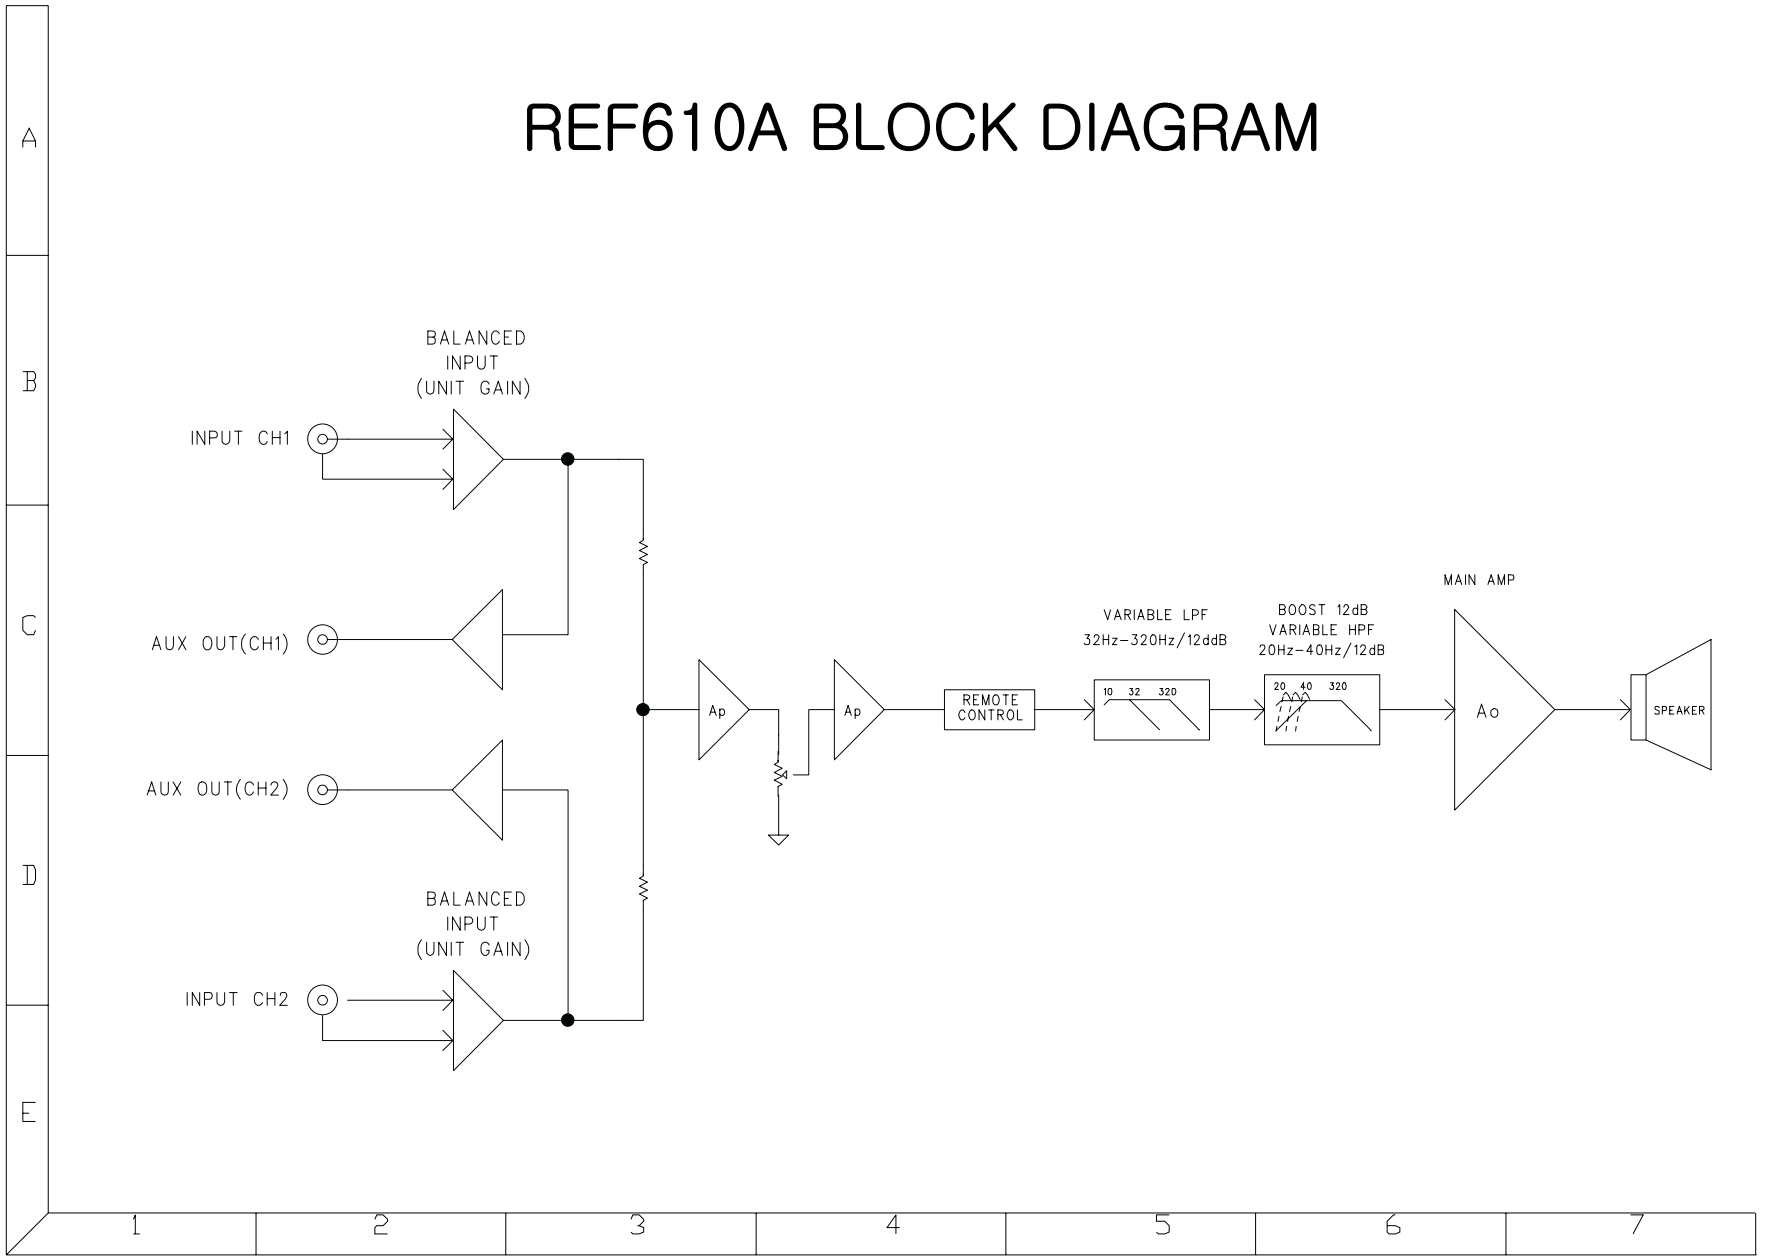 REF610A BLOCK DIAGRAM
A
B
C
D
E
BALANCED
INPUT
(UNIT GAIN)
INPUT CH1
AUX OUT(CH1)
AUX OUT(CH2)
BALANCED
INPUT
(UNIT GAIN)
INPUT CH2
Ap
Ap
REMOTE
CONTROL
VARIABLE LPF
32Hz-320Hz/12ddB
10 32 320
BOOST 12dB
VARIABLE HPF
20Hz-40Hz/12dB
20 40 320
MAIN AMP
Ao
SPEAKER
1 2 3 4 5 6 7